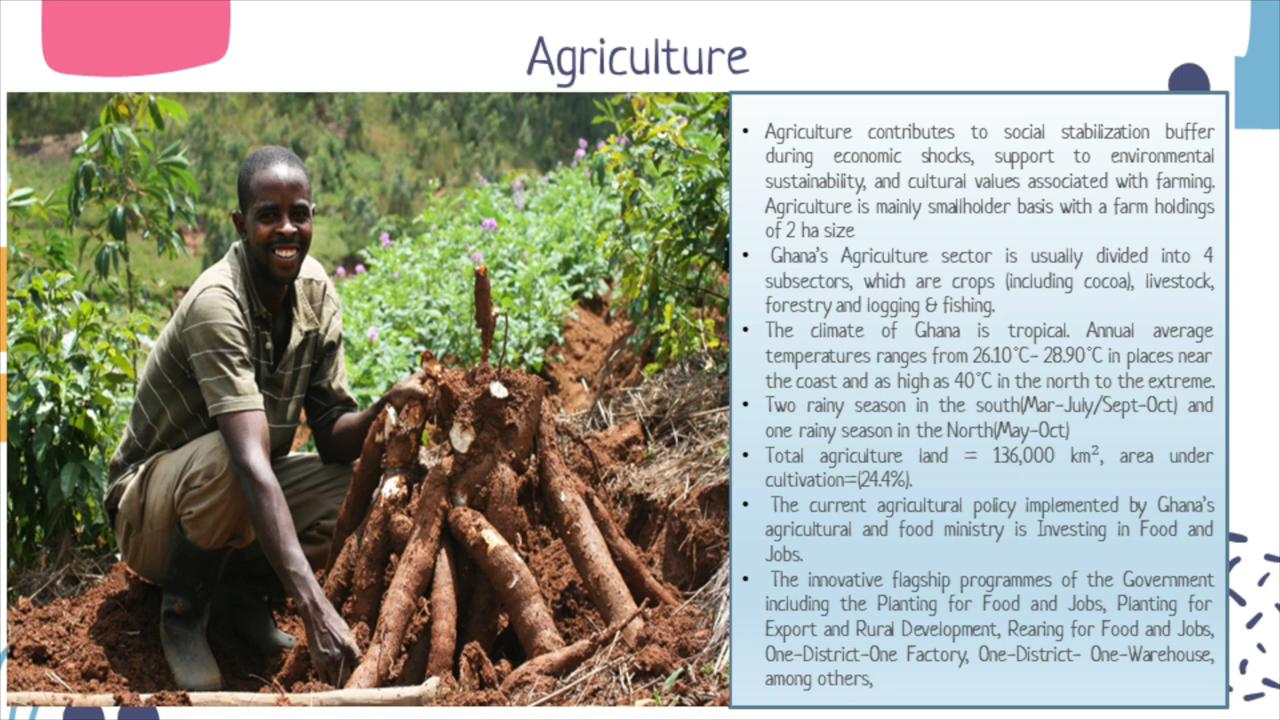 Agriculture
• Agriculture contributes to social stabilization buffer
during economic shocks, support to environmental
sustainability, and cultural values associated with farming.
Agriculture is mainly smallholder basis with a farm holdings
of 2 ha size
• Ghana's Agriculture sector is usually divided into 4
subsectors, which are crops (including cocoa), livestock,
forestry and logging & fishing.
• The climate of Ghana is tropical. Annual average
temperatures ranges from 26.10°C- 28.90°C in places near
the coast and as high as 40°C in the north to the extreme.
• Two rainy season in the south(Mar-July/Sept-Oct) and
one rainy season in the North(May-Oct)
• Total agriculture land = 136,000 km², area under
cultivation=(24.4%).
• The current agricultural policy implemented by Ghana's
agricultural and food ministry is Investing in Food and
Jobs.
• The innovative flagship programmes of the Government
including the Planting for Food and Jobs, Planting for
Export and Rural Development, Rearing for Food and Jobs,
One-District-One Factory, One-District- One-Warehouse,
among others,